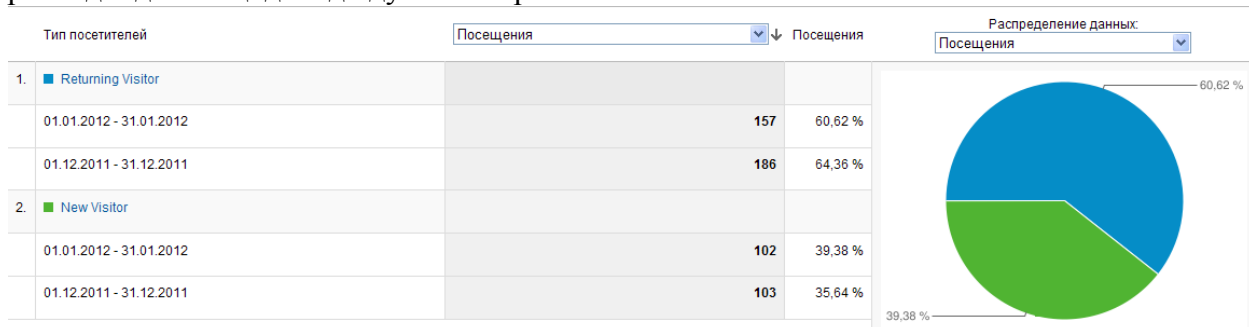 Тип посетителей Посещения Посещения Распределение данных:
Посещения
1. Returning Visitor
60,62 %
01.01.2012 - 31.01.2012 157 60,62 %
01.12.2011 - 31.12.2011 186 64,36 %
2. New Visitor
01.01.2012 - 31.01.2012 102 39,38 %
01.12.2011 - 31.12.2011 103 35,64 %
39,38 %